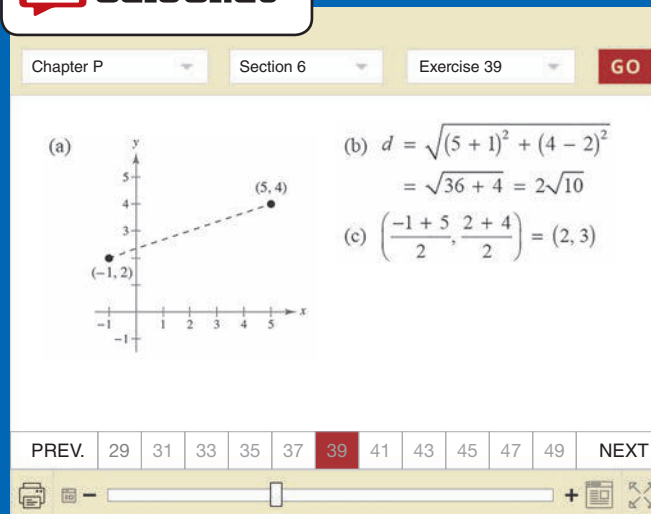 Chapter P Section 6 Exercise 39 GO
(a)
y
5
4
3
(5, 4)
(−1, 2)
−1 1 2 3 4 5 x
−1
(b) d = √((5 + 1)² + (4 − 2)²)
= √(36 + 4) = 2√10
(c) ((−1 + 5)/2, (2 + 4)/2) = (2, 3)
PREV. 29 31 33 35 37 39 41 43 45 47 49 NEXT
− +